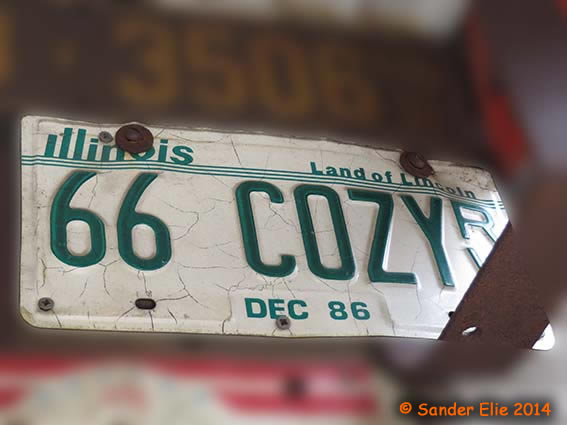 3506
Illinois
Land of Lincoln
66 COZY R
DEC 86
© Sander Elie 2014